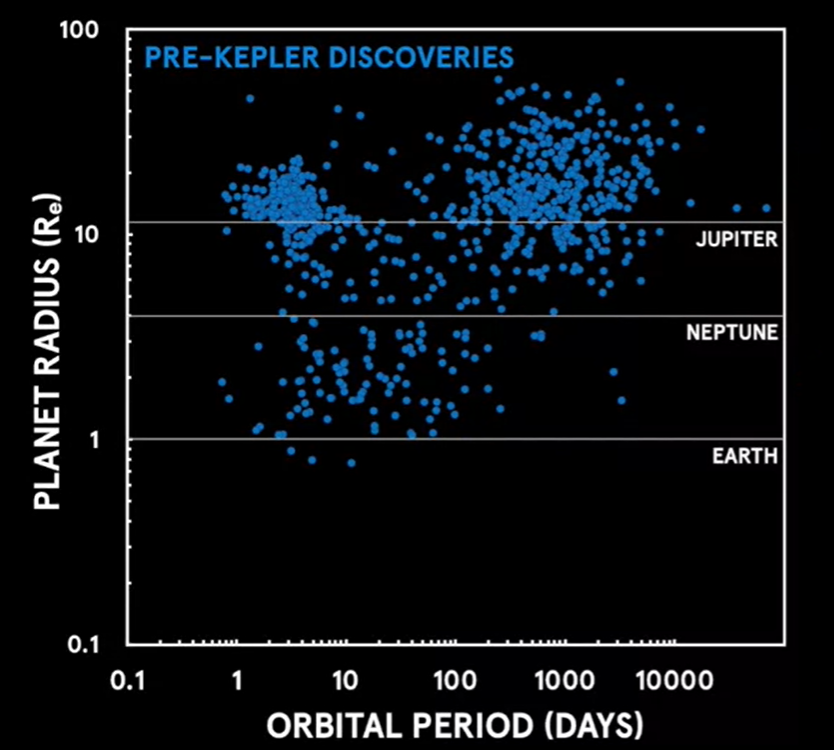 PRE-KEPLER DISCOVERIES
100
10
1
0.1
PLANET RADIUS (Re)
JUPITER
NEPTUNE
EARTH
0.1 1 10 100 1000 10000
ORBITAL PERIOD (DAYS)